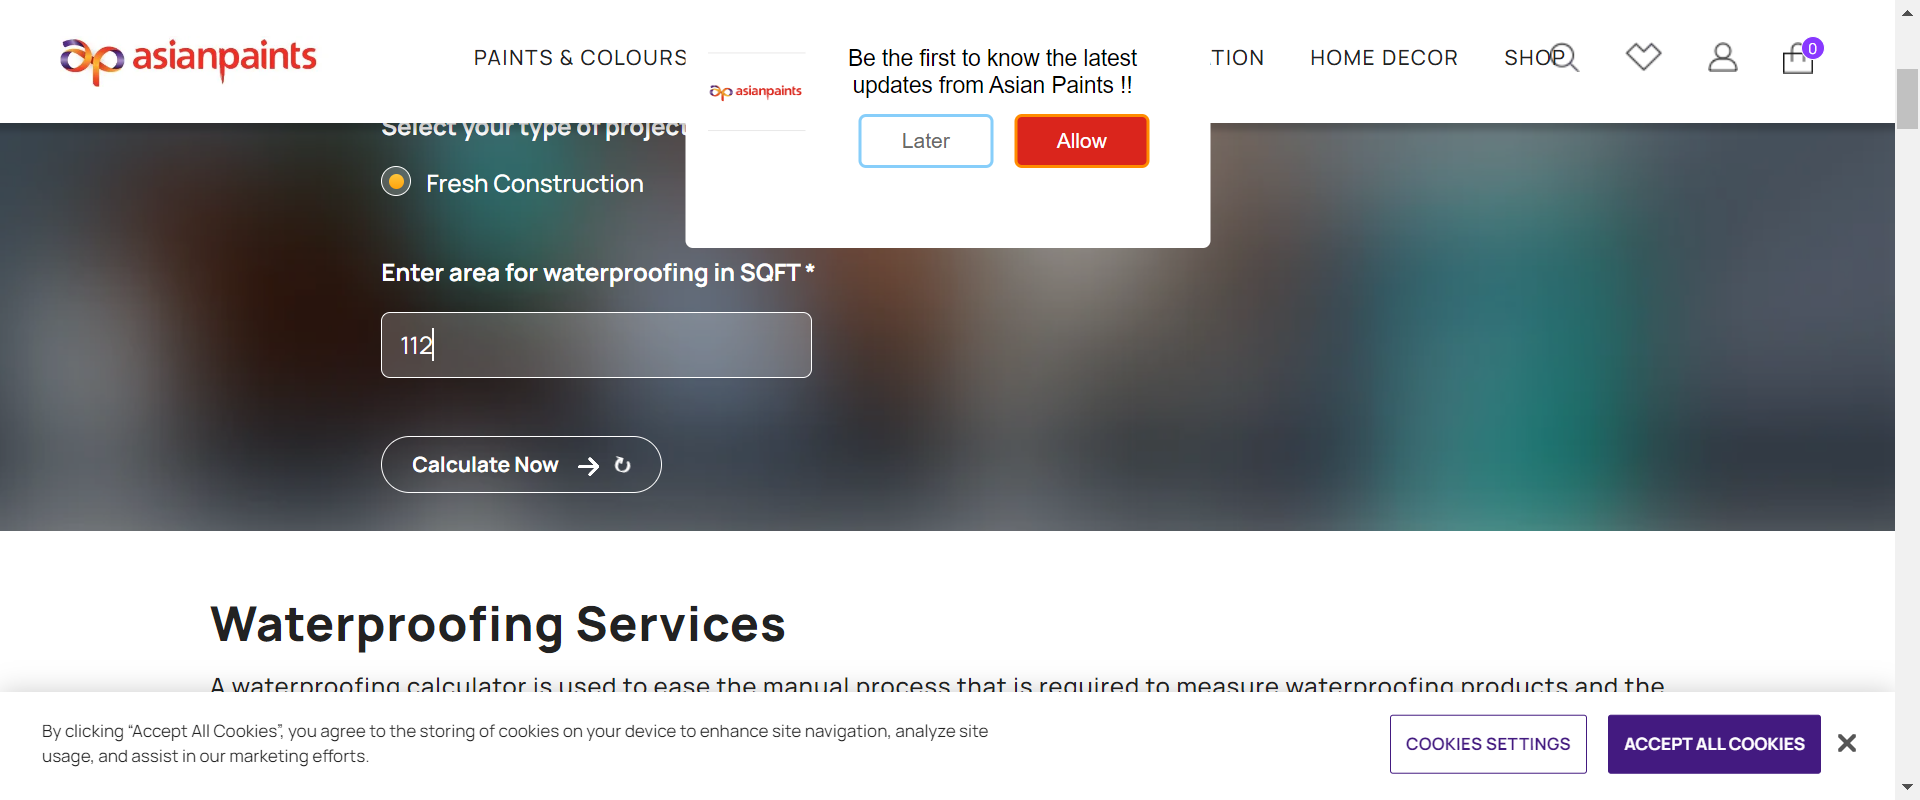 asianpaints
PAINTS & COLOURS
TION
HOME DECOR
SHOP
0
asianpaints
Be the first to know the latest
updates from Asian Paints !!
Later
Allow
Select your type of project
Fresh Construction
Enter area for waterproofing in SQFT *
112
Calculate Now
Waterproofing Services
A waterproofing calculator is used to ease the manual process that is required to measure waterproofing products and the
By clicking “Accept All Cookies”, you agree to the storing of cookies on your device to enhance site navigation, analyze site
usage, and assist in our marketing efforts.
COOKIES SETTINGS
ACCEPT ALL COOKIES